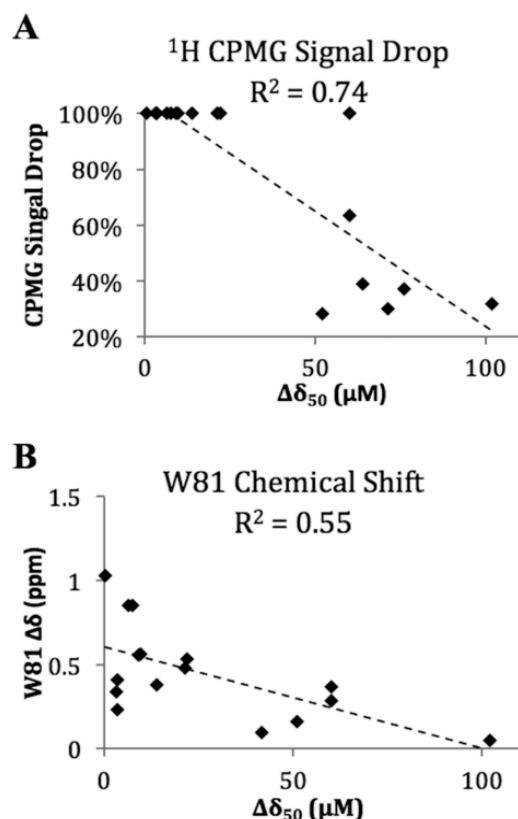 A
¹H CPMG Signal Drop
R² = 0.74
100%
80%
60%
40%
20%
CPMG Singal Drop
0
50
100
Δδ₅₀ (µM)
B
W81 Chemical Shift
R² = 0.55
1.5
1
0.5
0
W81 Δδ (ppm)
0
50
100
Δδ₅₀ (µM)